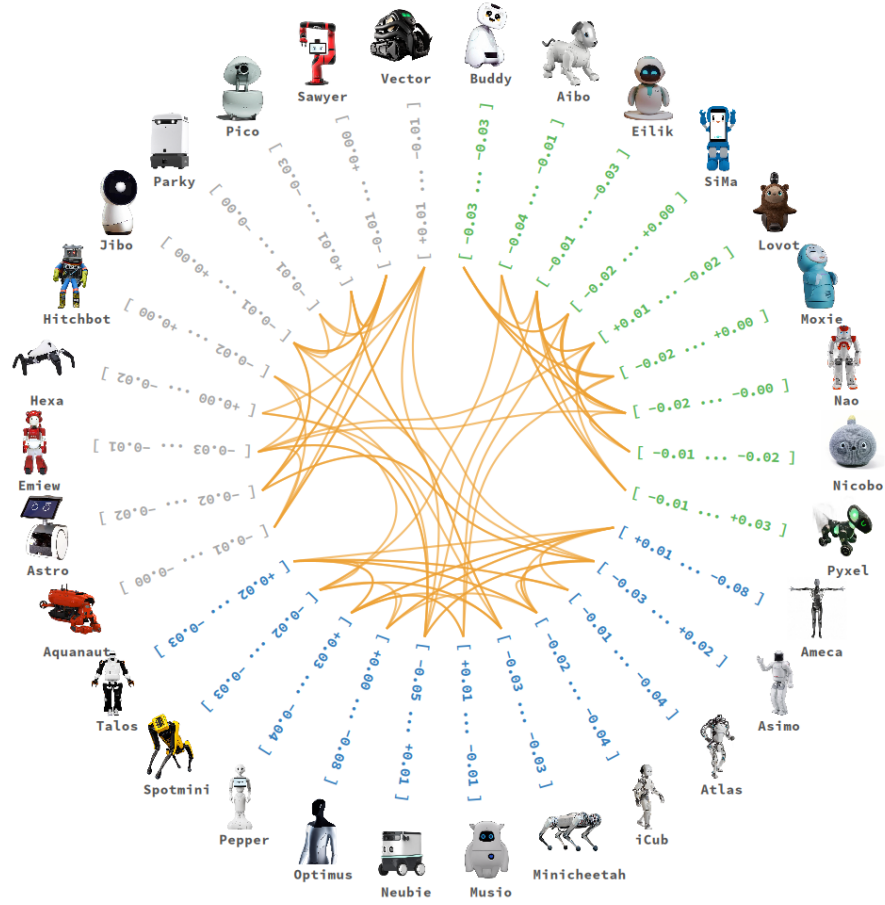 Buddy
[ −0.03 ... −0.03 ]
Aibo
[ −0.04 ... −0.01 ]
Eilik
[ −0.01 ... −0.03 ]
SiMa
[ −0.02 ... +0.00 ]
Lovot
[ +0.01 ... −0.02 ]
Moxie
[ −0.02 ... +0.00 ]
Nao
[ −0.02 ... −0.00 ]
Nicobo
[ −0.01 ... −0.02 ]
Pyxel
[ −0.01 ... +0.03 ]
Ameca
[ +0.01 ... −0.08 ]
Asimo
[ −0.03 ... +0.02 ]
Atlas
[ −0.01 ... −0.04 ]
iCub
[ −0.02 ... −0.04 ]
Minicheetah
[ −0.03 ... −0.03 ]
Musio
[ +0.01 ... −0.01 ]
Neubie
[ −0.05 ... +0.01 ]
Optimus
[ +0.00 ... −0.08 ]
Pepper
[ +0.03 ... −0.04 ]
Spotmini
[ −0.02 ... −0.03 ]
Talos
[ +0.02 ... −0.03 ]
Aquanaut
[ −0.01 ... −0.00 ]
Astro
[ −0.02 ... −0.02 ]
Emiew
[ −0.03 ... −0.01 ]
Hexa
[ +0.00 ... −0.02 ]
Hitchbot
[ −0.02 ... +0.00 ]
Jibo
[ −0.01 ... +0.00 ]
Parky
[ −0.01 ... −0.00 ]
Pico
[ +0.01 ... −0.03 ]
Sawyer
[ −0.01 ... +0.00 ]
Vector
[ +0.01 ... −0.01 ]